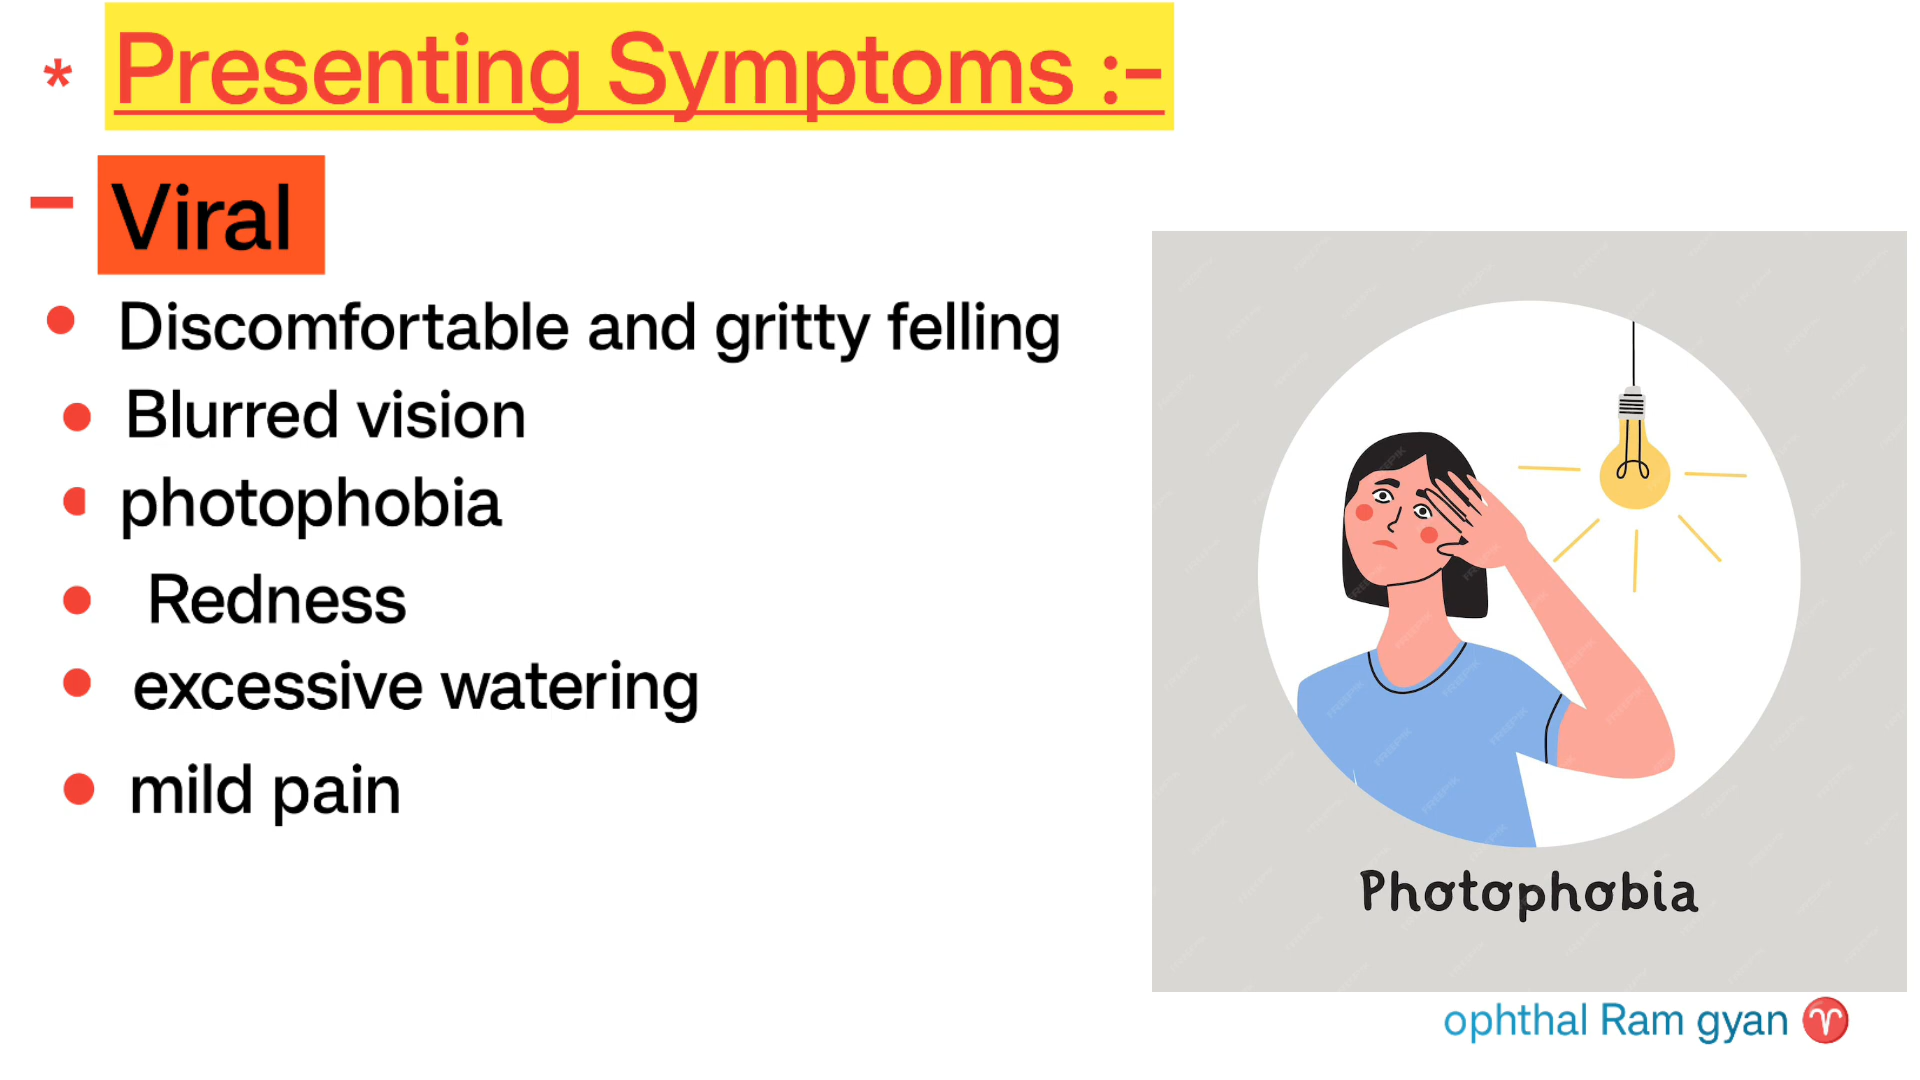 * Presenting Symptoms :-
– Viral
• Discomfortable and gritty felling
• Blurred vision
• photophobia
• Redness
• excessive watering
• mild pain
Photophobia
ophthal Ram gyan ♈